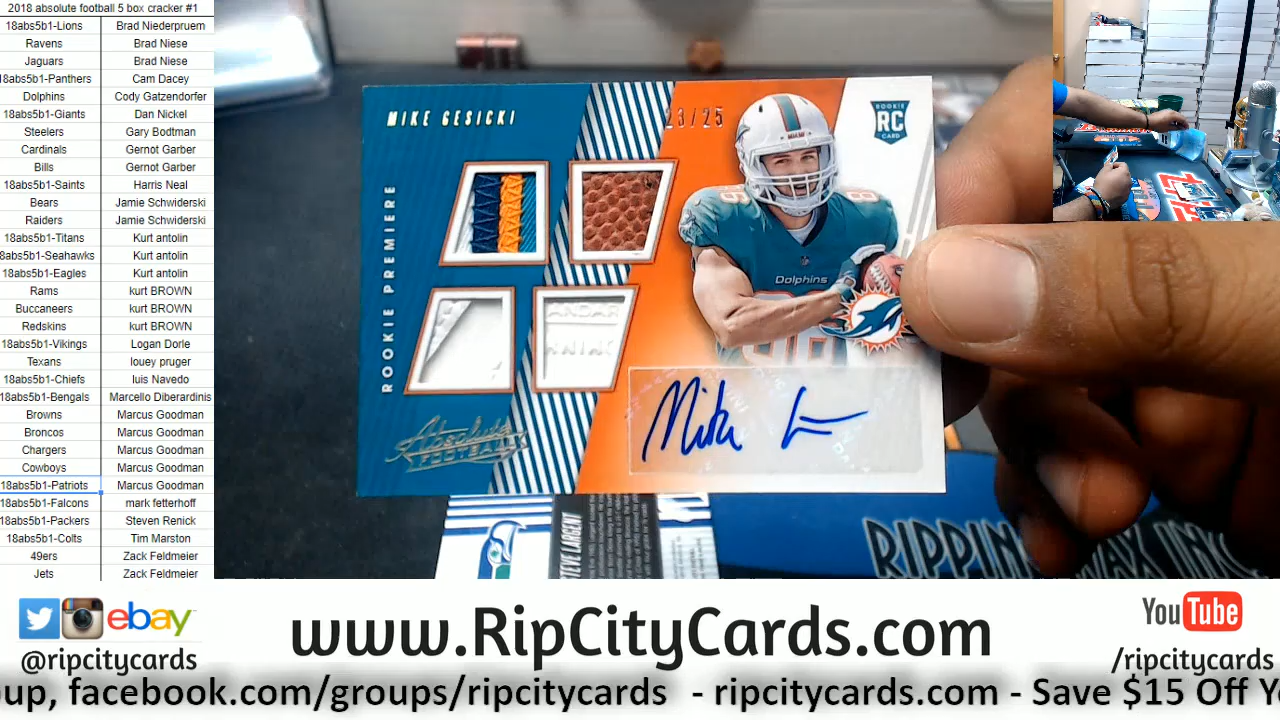 2018 absolute football 5 box cracker #1
18abs5b1-Lions Brad Niederpruem
Ravens Brad Niese
Jaguars Brad Niese
18abs5b1-Panthers Cam Dacey
Dolphins Cody Gatzendorfer
18abs5b1-Giants Dan Nickel
Steelers Gary Bodtman
Cardinals Gernot Garber
Bills Gernot Garber
18abs5b1-Saints Harris Neal
Bears Jamie Schwiderski
Raiders Jamie Schwiderski
18abs5b1-Titans Kurt antolin
8abs5b1-Seahawks Kurt antolin
18abs5b1-Eagles Kurt antolin
Rams kurt BROWN
Buccaneers kurt BROWN
Redskins kurt BROWN
18abs5b1-Vikings Logan Dorle
Texans louey pruger
18abs5b1-Chiefs luis Navedo
18abs5b1-Bengals Marcello Diberardinis
Browns Marcus Goodman
Broncos Marcus Goodman
Chargers Marcus Goodman
Cowboys Marcus Goodman
18abs5b1-Patriots Marcus Goodman
18abs5b1-Falcons mark fetterhoff
18abs5b1-Packers Steven Renick
18abs5b1-Colts Tim Marston
49ers Zack Feldmeier
Jets Zack Feldmeier
MIKE GESICKI
23/25
ROOKIE
RC
CARD
ROOKIE PREMIERE
Dolphins
Absolute
FOOTBALL
STEVE LARGENT
RIPPIN WAX INC
ebay
@ripcitycards
www.RipCityCards.com
YouTube
/ripcitycards
oup, facebook.com/groups/ripcitycards - ripcitycards.com - Save $15 Off Y